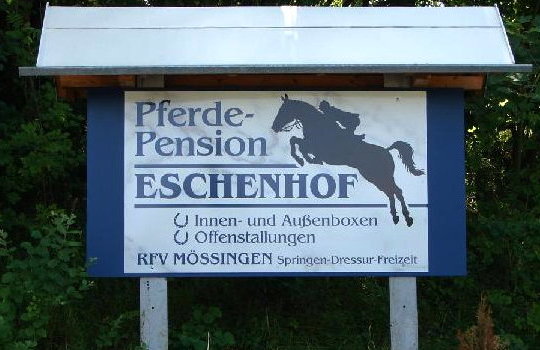 Pferde-
Pension
ESCHENHOF
Innen- und Außenboxen
Offenstallungen
RFV MÖSSINGEN Springen-Dressur-Freizeit